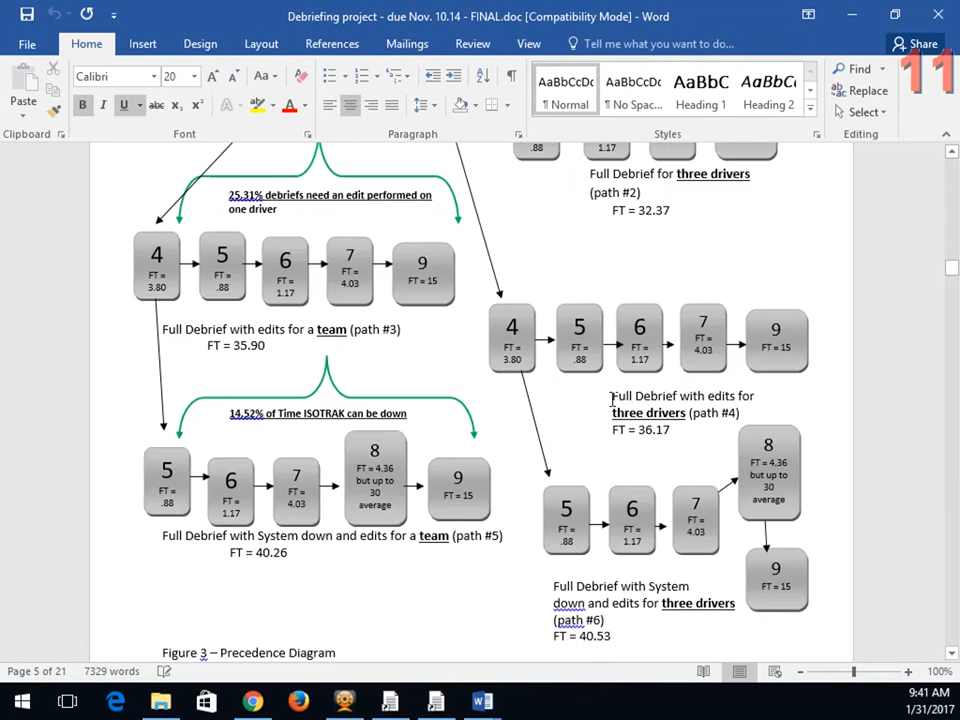 Debriefing project - due Nov. 10.14 - FINAL.doc [Compatibility Mode] - Word
File Home Insert Design Layout References Mailings Review View Tell me what you want to do... Share
11
Paste
Calibri 20 A A Aa
B I U abc x₂ x² A A
Clipboard Font Paragraph Styles Editing
AaBbCcDc AaBbCcDc AaBbC AaBbCc
¶ Normal ¶ No Spac... Heading 1 Heading 2
Find
Replace
Select
.88 1.17
Full Debrief for three drivers
(path #2)
FT = 32.37
25.31% debriefs need an edit performed on
one driver
4 FT = 3.80
5 FT = .88
6 FT = 1.17
7 FT = 4.03
9 FT = 15
Full Debrief with edits for a team (path #3)
FT = 35.90
4 FT = 3.80
5 FT = .88
6 FT = 1.17
7 FT = 4.03
9 FT = 15
Full Debrief with edits for
three drivers (path #4)
FT = 36.17
14.52% of Time ISOTRAK can be down
5 FT = .88
6 FT = 1.17
7 FT = 4.03
8 FT = 4.36 but up to 30 average
9 FT = 15
Full Debrief with System down and edits for a team (path #5)
FT = 40.26
5 FT = .88
6 FT = 1.17
7 FT = 4.03
8 FT = 4.36 but up to 30 average
9 FT = 15
Full Debrief with System
down and edits for three drivers
(path #6)
FT = 40.53
Figure 3 – Precedence Diagram
Page 5 of 21 7329 words 100%
9:41 AM
1/31/2017